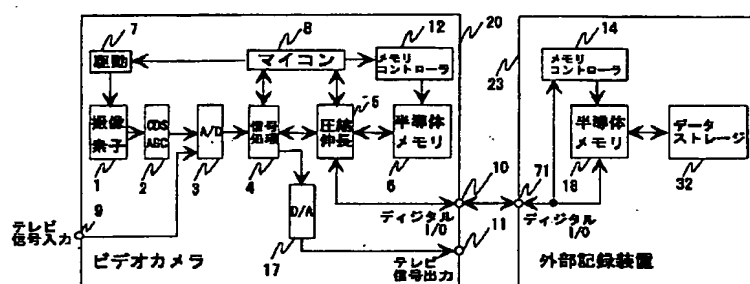 7
8
12
20
14
駆動
マイコン
メモリ
コントローラ
23
メモリ
コントローラ
撮像
素子
CDS
AGC
A/D
信号
処理
5
圧縮
伸長
半導体
メモリ
半導体
メモリ
データ
ストレージ
1
2
3
4
6
10
71
18
32
9
テレビ
信号入力
D/A
17
ディジタル
I/O
11
ディジタル
I/O
ビデオカメラ
テレビ
信号出力
外部記録装置